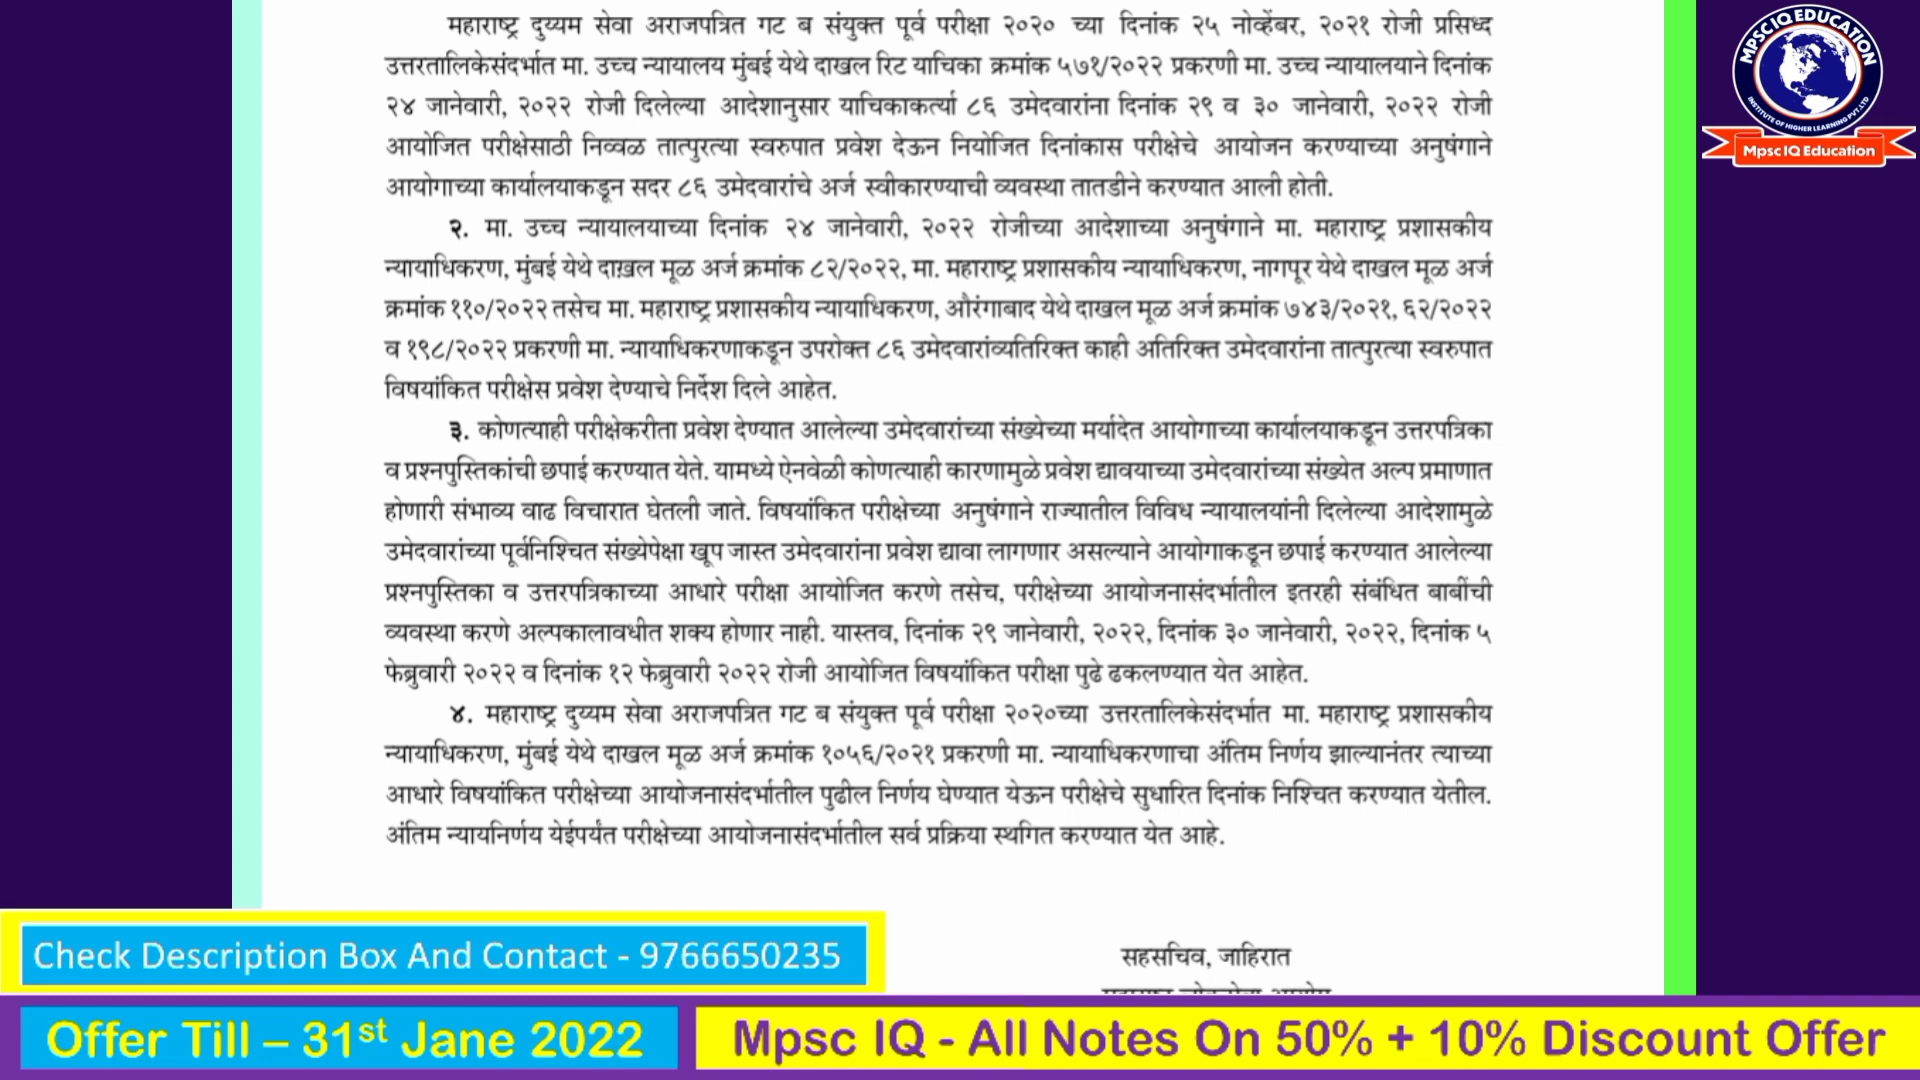 महाराष्ट्र दुय्यम सेवा अराजपत्रित गट ब संयुक्त पूर्व परीक्षा २०२० च्या दिनांक २५ नोव्हेंबर, २०२१ रोजी प्रसिध्द
उत्तरतालिकेसंदर्भात मा. उच्च न्यायालय मुंबई येथे दाखल रिट याचिका क्रमांक ५७१/२०२२ प्रकरणी मा. उच्च न्यायालयाने दिनांक
२४ जानेवारी, २०२२ रोजी दिलेल्या आदेशानुसार याचिकाकर्त्या ८६ उमेदवारांना दिनांक २९ व ३० जानेवारी, २०२२ रोजी
आयोजित परीक्षेसाठी निव्वळ तात्पुरत्या स्वरुपात प्रवेश देऊन नियोजित दिनांकास परीक्षेचे आयोजन करण्याच्या अनुषंगाने
आयोगाच्या कार्यालयाकडून सदर ८६ उमेदवारांचे अर्ज स्वीकारण्याची व्यवस्था तातडीने करण्यात आली होती.
२. मा. उच्च न्यायालयाच्या दिनांक २४ जानेवारी, २०२२ रोजीच्या आदेशाच्या अनुषंगाने मा. महाराष्ट्र प्रशासकीय
न्यायाधिकरण, मुंबई येथे दाख़ल मूळ अर्ज क्रमांक ८२/२०२२, मा. महाराष्ट्र प्रशासकीय न्यायाधिकरण, नागपूर येथे दाखल मूळ अर्ज
क्रमांक ११०/२०२२ तसेच मा. महाराष्ट्र प्रशासकीय न्यायाधिकरण, औरंगाबाद येथे दाखल मूळ अर्ज क्रमांक ७४३/२०२१, ६२/२०२२
व १९८/२०२२ प्रकरणी मा. न्यायाधिकरणाकडून उपरोक्त ८६ उमेदवारांव्यतिरिक्त काही अतिरिक्त उमेदवारांना तात्पुरत्या स्वरुपात
विषयांकित परीक्षेस प्रवेश देण्याचे निर्देश दिले आहेत.
३. कोणत्याही परीक्षेकरीता प्रवेश देण्यात आलेल्या उमेदवारांच्या संख्येच्या मर्यादेत आयोगाच्या कार्यालयाकडून उत्तरपत्रिका
व प्रश्नपुस्तिकांची छपाई करण्यात येते. यामध्ये ऐनवेळी कोणत्याही कारणामुळे प्रवेश द्यावयाच्या उमेदवारांच्या संख्येत अल्प प्रमाणात
होणारी संभाव्य वाढ विचारात घेतली जाते. विषयांकित परीक्षेच्या अनुषंगाने राज्यातील विविध न्यायालयांनी दिलेल्या आदेशामुळे
उमेदवारांच्या पूर्वनिश्चित संख्येपेक्षा खूप जास्त उमेदवारांना प्रवेश द्यावा लागणार असल्याने आयोगाकडून छपाई करण्यात आलेल्या
प्रश्नपुस्तिका व उत्तरपत्रिकाच्या आधारे परीक्षा आयोजित करणे तसेच, परीक्षेच्या आयोजनासंदर्भातील इतरही संबंधित बाबींची
व्यवस्था करणे अल्पकालावधीत शक्य होणार नाही. यास्तव, दिनांक २९ जानेवारी, २०२२, दिनांक ३० जानेवारी, २०२२, दिनांक ५
फेब्रुवारी २०२२ व दिनांक १२ फेब्रुवारी २०२२ रोजी आयोजित विषयांकित परीक्षा पुढे ढकलण्यात येत आहेत.
४. महाराष्ट्र दुय्यम सेवा अराजपत्रित गट ब संयुक्त पूर्व परीक्षा २०२०च्या उत्तरतालिकेसंदर्भात मा. महाराष्ट्र प्रशासकीय
न्यायाधिकरण, मुंबई येथे दाखल मूळ अर्ज क्रमांक १०५६/२०२१ प्रकरणी मा. न्यायाधिकरणाचा अंतिम निर्णय झाल्यानंतर त्याच्या
आधारे विषयांकित परीक्षेच्या आयोजनासंदर्भातील पुढील निर्णय घेण्यात येऊन परीक्षेचे सुधारित दिनांक निश्चित करण्यात येतील.
अंतिम न्यायनिर्णय येईपर्यंत परीक्षेच्या आयोजनासंदर्भातील सर्व प्रक्रिया स्थगित करण्यात येत आहे.
सहसचिव, जाहिरात
MPSC IQ EDUCATION
INSTITUTE OF HIGHER LEARNING PVT.LTD
Mpsc IQ Education
Check Description Box And Contact - 9766650235
Offer Till – 31st Jane 2022
Mpsc IQ - All Notes On 50% + 10% Discount Offer